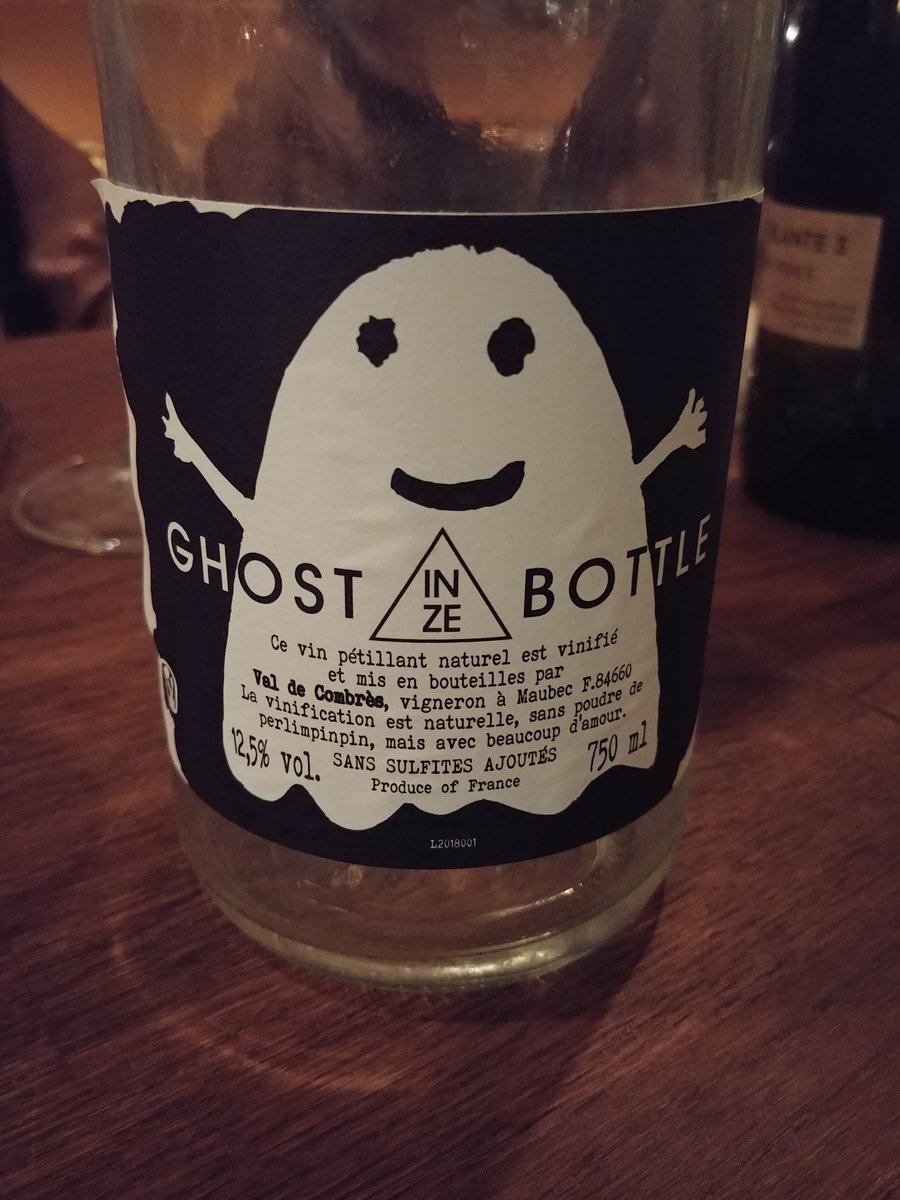 GHOST IN ZE BOTTLE
Ce vin pétillant naturel est vinifié
et mis en bouteilles par
Val de Combrès, vigneron à Maubec F.84660
La vinification est naturelle, sans poudre de
perlimpinpin, mais avec beaucoup d'amour.
12,5% vol. SANS SULFITES AJOUTÉS 750 ml
Produce of France
L2018001